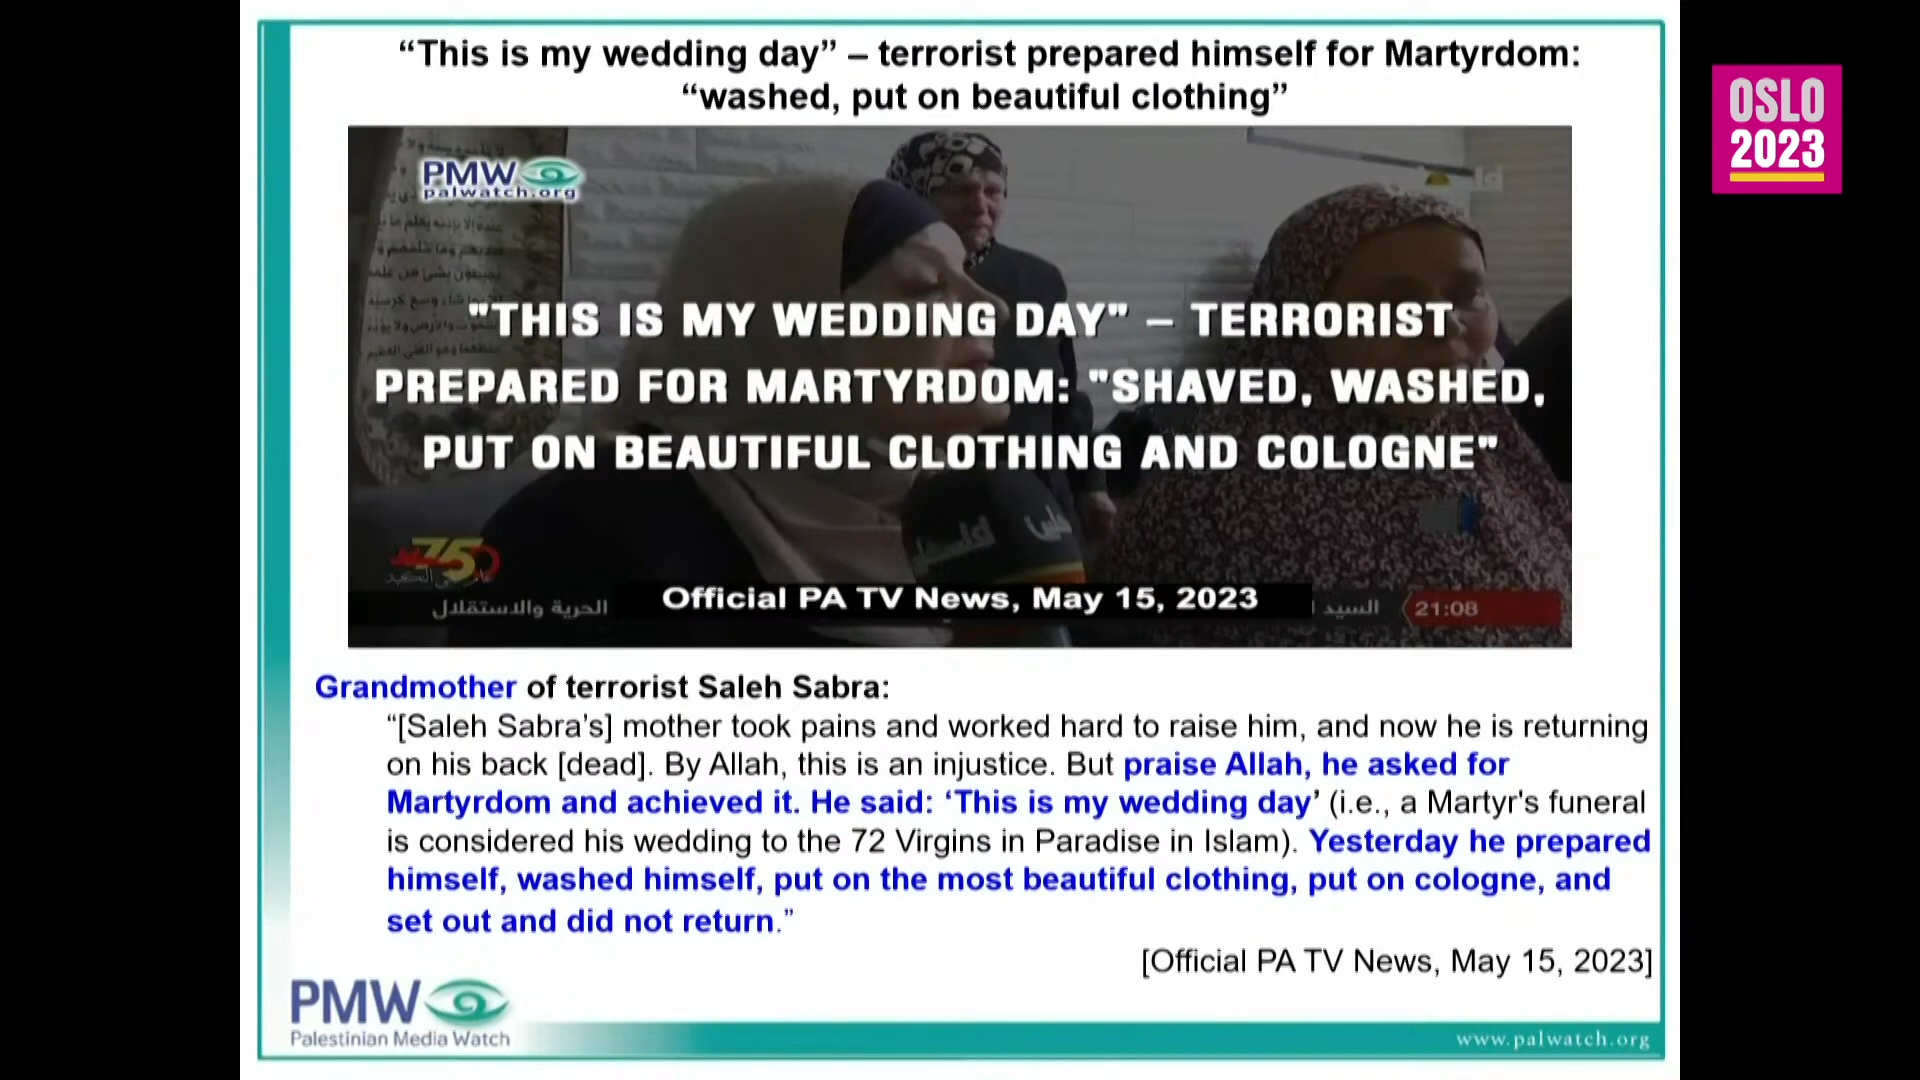 “This is my wedding day” – terrorist prepared himself for Martyrdom:
“washed, put on beautiful clothing”
OSLO
2023
PMW
palwatch.org
"THIS IS MY WEDDING DAY" – TERRORIST
PREPARED FOR MARTYRDOM: "SHAVED, WASHED,
PUT ON BEAUTIFUL CLOTHING AND COLOGNE"
75
Official PA TV News, May 15, 2023
الحرية والاستقلال
السيد
21:08
Grandmother of terrorist Saleh Sabra:
“[Saleh Sabra’s] mother took pains and worked hard to raise him, and now he is returning
on his back [dead]. By Allah, this is an injustice. But praise Allah, he asked for
Martyrdom and achieved it. He said: ‘This is my wedding day’ (i.e., a Martyr's funeral
is considered his wedding to the 72 Virgins in Paradise in Islam). Yesterday he prepared
himself, washed himself, put on the most beautiful clothing, put on cologne, and
set out and did not return.”
[Official PA TV News, May 15, 2023]
PMW
Palestinian Media Watch
www.palwatch.org